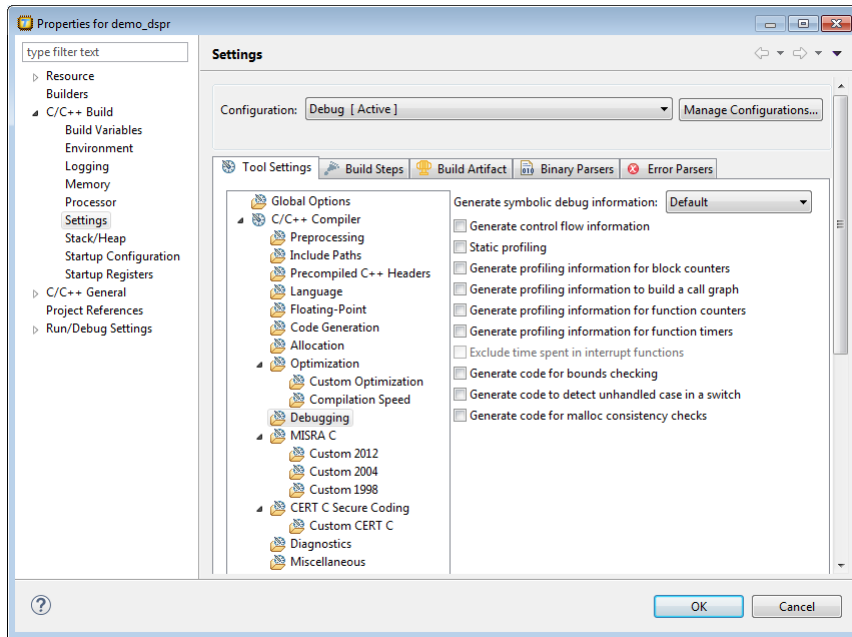 Properties for demo_dspr
type filter text
Resource
Builders
C/C++ Build
Build Variables
Environment
Logging
Memory
Processor
Settings
Stack/Heap
Startup Configuration
Startup Registers
C/C++ General
Project References
Run/Debug Settings
Settings
Configuration: Debug [ Active ] Manage Configurations...
Tool Settings Build Steps Build Artifact Binary Parsers Error Parsers
Global Options
C/C++ Compiler
Preprocessing
Include Paths
Precompiled C++ Headers
Language
Floating-Point
Code Generation
Allocation
Optimization
Custom Optimization
Compilation Speed
Debugging
MISRA C
Custom 2012
Custom 2004
Custom 1998
CERT C Secure Coding
Custom CERT C
Diagnostics
Miscellaneous
Generate symbolic debug information: Default
Generate control flow information
Static profiling
Generate profiling information for block counters
Generate profiling information to build a call graph
Generate profiling information for function counters
Generate profiling information for function timers
Exclude time spent in interrupt functions
Generate code for bounds checking
Generate code to detect unhandled case in a switch
Generate code for malloc consistency checks
OK Cancel